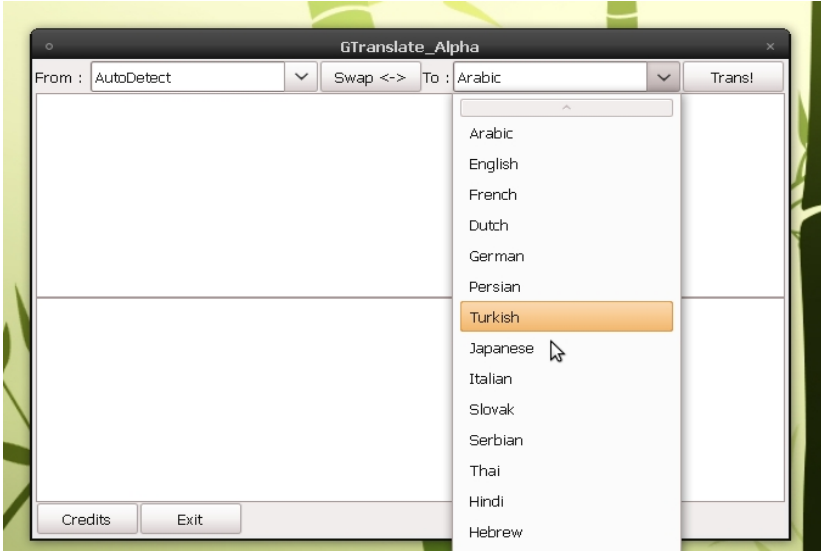 GTranslate_Alpha
From : AutoDetect Swap <-> To : Arabic Trans!
Arabic
English
French
Dutch
German
Persian
Turkish
Japanese
Italian
Slovak
Serbian
Thai
Hindi
Hebrew
Credits Exit